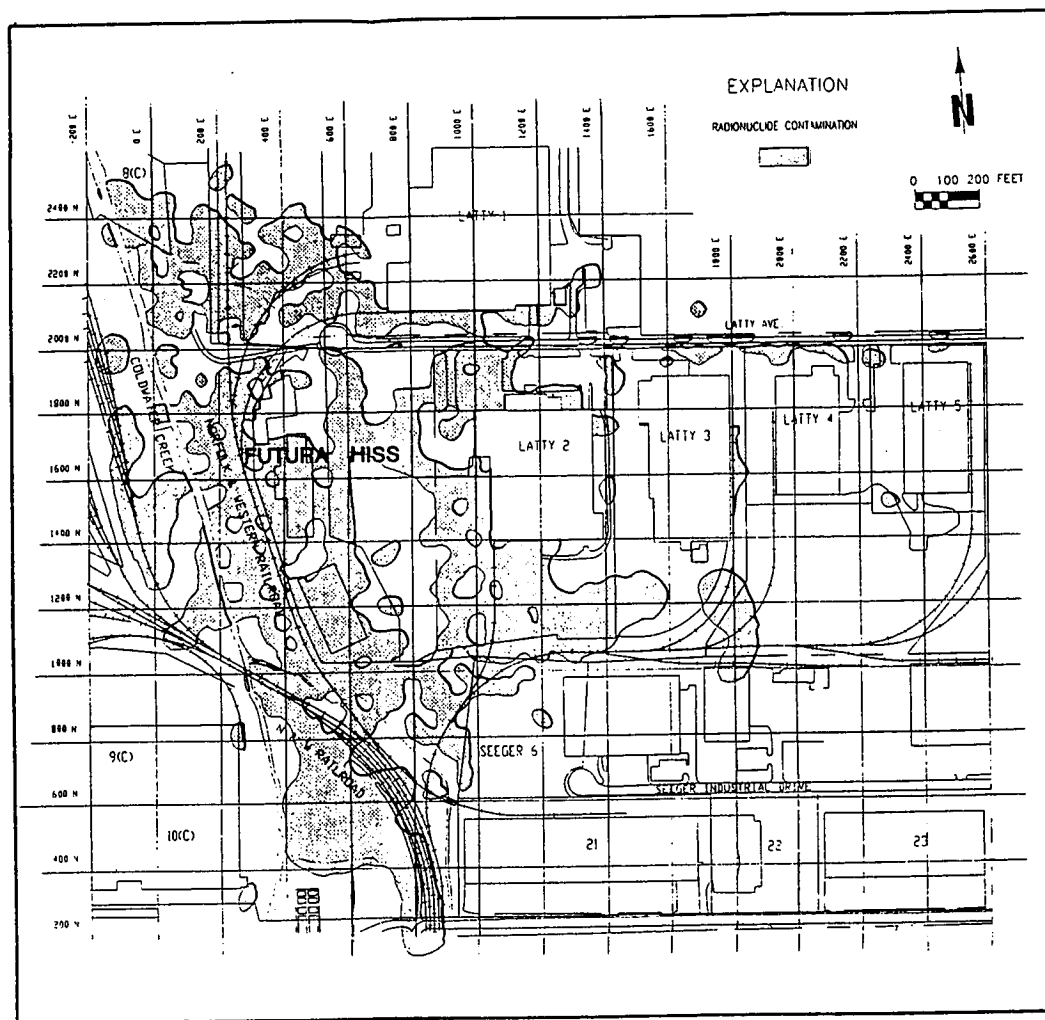 EXPLANATION
N
RADIONUCLIDE CONTAMINATION
0 100 200 FEET
-200 E
0 E
200 E
400 E
600 E
800 E
1000 E
1200 E
1400 E
1600 E
1800 E
2000 E
2200 E
2400 E
2600 E
8(C)
2400 N
LATTY 1
2200 N
LATTY AVE
2000 N
COLDWATER CREEK
1800 N
LATTY 2
LATTY 3
LATTY 4
LATTY 5
NORFOLK & WESTERN RAILROAD
FUTURA HISS
1600 N
1400 N
1200 N
1000 N
800 N
9(C)
RAILROAD
SEEGER 6
SEEGER INDUSTRIAL DRIVE
600 N
10(C)
21
22
23
400 N
200 N